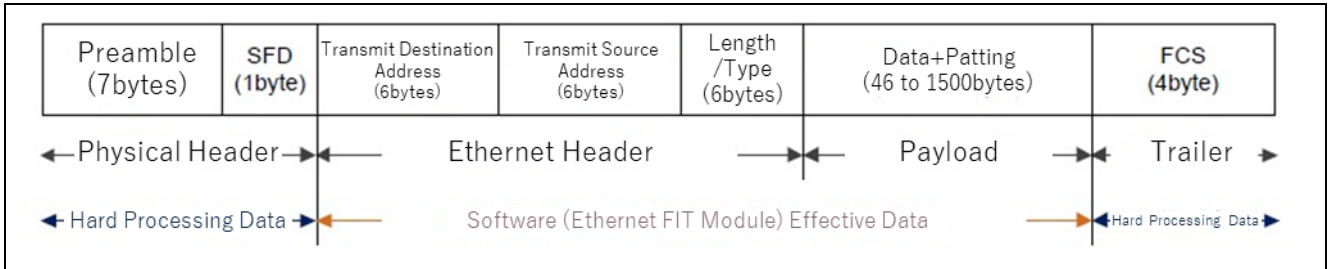 Preamble
(7bytes)
SFD
(1byte)
Transmit Destination
Address
(6bytes)
Transmit Source
Address
(6bytes)
Length
/Type
(6bytes)
Data+Patting
(46 to 1500bytes)
FCS
(4byte)
Physical Header
Ethernet Header
Payload
Trailer
Hard Processing Data
Software (Ethernet FIT Module) Effective Data
Hard Processing Data